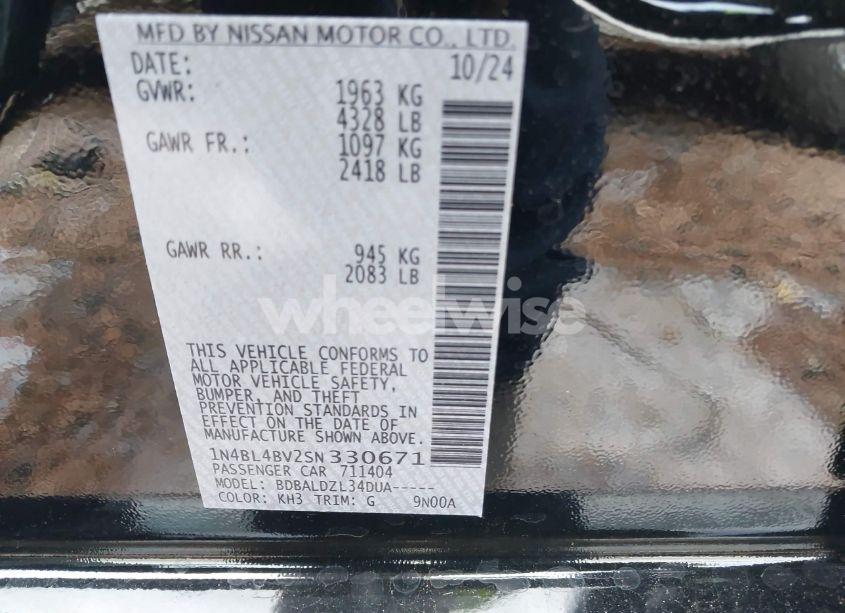 MFD BY NISSAN MOTOR CO., LTD.
DATE: 10/24
GVWR: 1963 KG
4328 LB
GAWR FR.: 1097 KG
2418 LB
GAWR RR.: 945 KG
2083 LB
wheelwise
THIS VEHICLE CONFORMS TO
ALL APPLICABLE FEDERAL
MOTOR VEHICLE SAFETY,
BUMPER, AND THEFT
PREVENTION STANDARDS IN
EFFECT ON THE DATE OF
MANUFACTURE SHOWN ABOVE.
1N4BL4BV2SN330671
PASSENGER CAR 711404
MODEL: BDBALDZL34DUA-----
COLOR: KH3 TRIM: G 9N00A